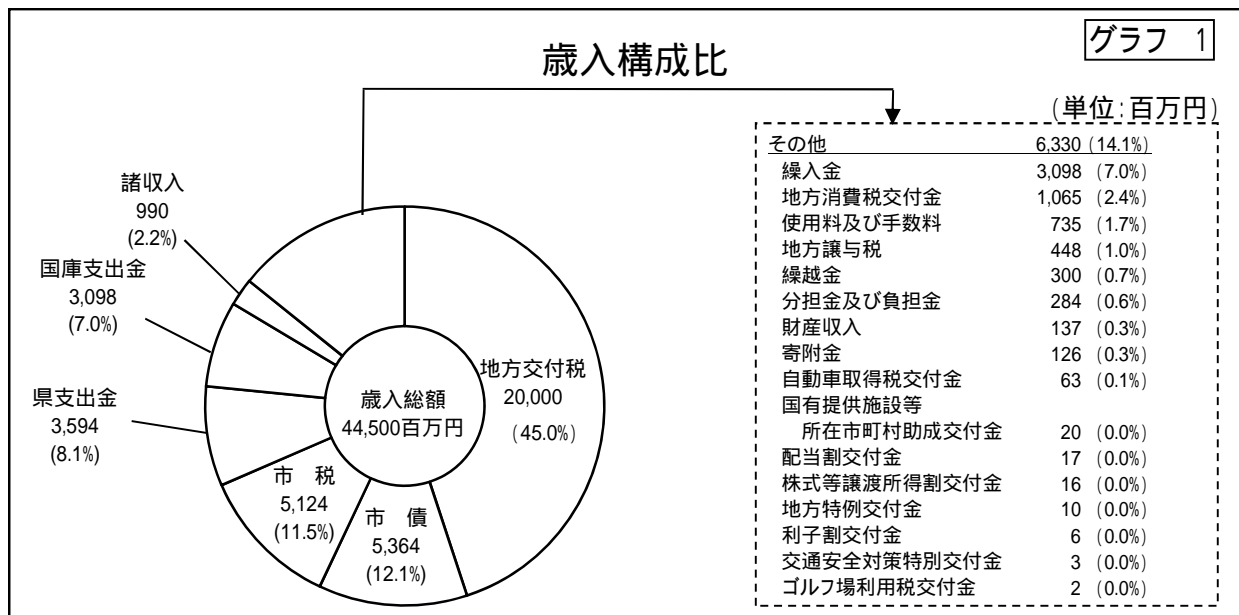 グラフ 1
歳入構成比
(単位:百万円)
その他 6,330 (14.1%)
繰入金 3,098 (7.0%)
地方消費税交付金 1,065 (2.4%)
使用料及び手数料 735 (1.7%)
地方譲与税 448 (1.0%)
繰越金 300 (0.7%)
分担金及び負担金 284 (0.6%)
財産収入 137 (0.3%)
寄附金 126 (0.3%)
自動車取得税交付金 63 (0.1%)
国有提供施設等
所在市町村助成交付金 20 (0.0%)
配当割交付金 17 (0.0%)
株式等譲渡所得割交付金 16 (0.0%)
地方特例交付金 10 (0.0%)
利子割交付金 6 (0.0%)
交通安全対策特別交付金 3 (0.0%)
ゴルフ場利用税交付金 2 (0.0%)
諸収入
990
(2.2%)
国庫支出金
3,098
(7.0%)
県支出金
3,594
(8.1%)
市 税
5,124
(11.5%)
市 債
5,364
(12.1%)
地方交付税
20,000
(45.0%)
歳入総額
44,500百万円